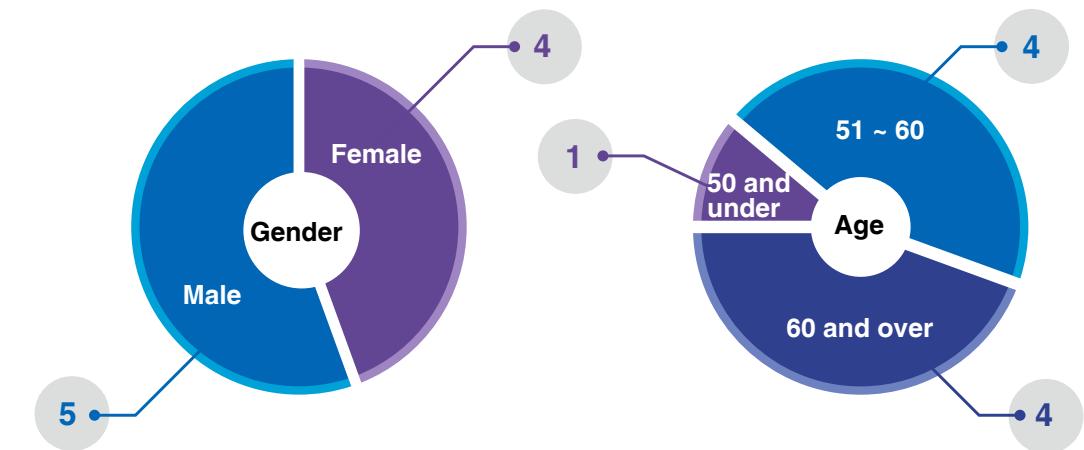 4
Female
Gender
Male
5
4
51 ~ 60
1
50 and
under
Age
60 and over
4